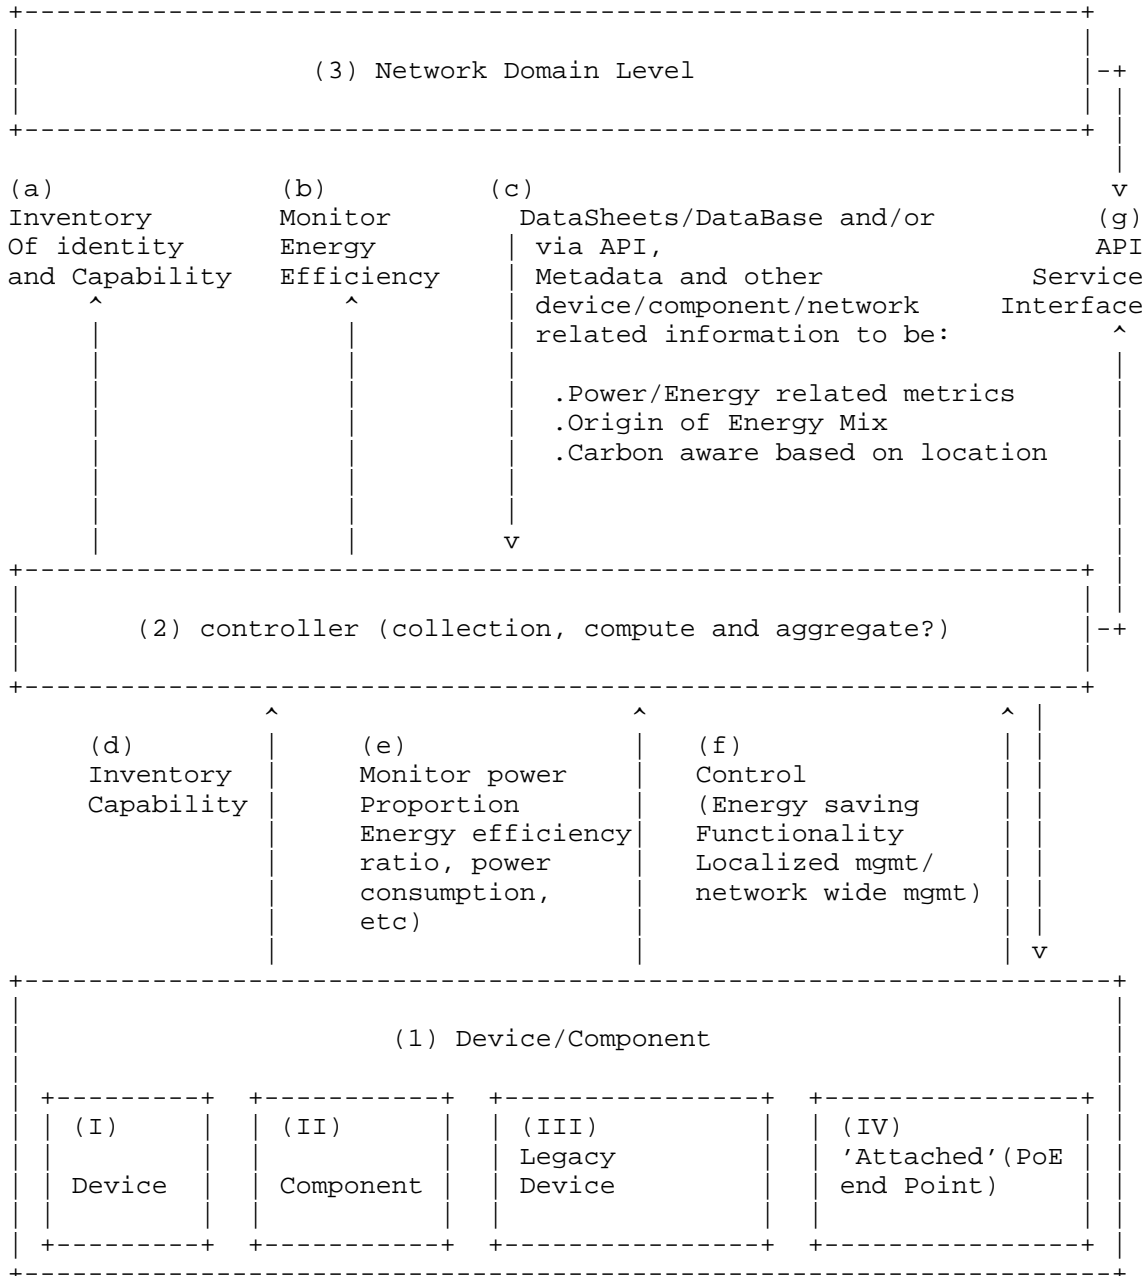 (3) Network Domain Level
(a) (b) (c) v
Inventory Monitor DataSheets/DataBase and/or (g)
Of identity Energy | via API, API
and Capability Efficiency | Metadata and other Service
^ ^ | device/component/network Interface
| | | related information to be: ^
.Power/Energy related metrics
.Origin of Energy Mix
.Carbon aware based on location
v
(2) controller (collection, compute and aggregate?)
^ ^ ^ |
(d) | (e) | (f) | |
Inventory | Monitor power | Control | |
Capability | Proportion | (Energy saving | |
| Energy efficiency| Functionality | |
| ratio, power | Localized mgmt/ | |
| consumption, | network wide mgmt) | |
| etc) | | |
| | | v
(1) Device/Component
(I) (II) (III) (IV)
Legacy 'Attached'(PoE
Device Component Device end Point)